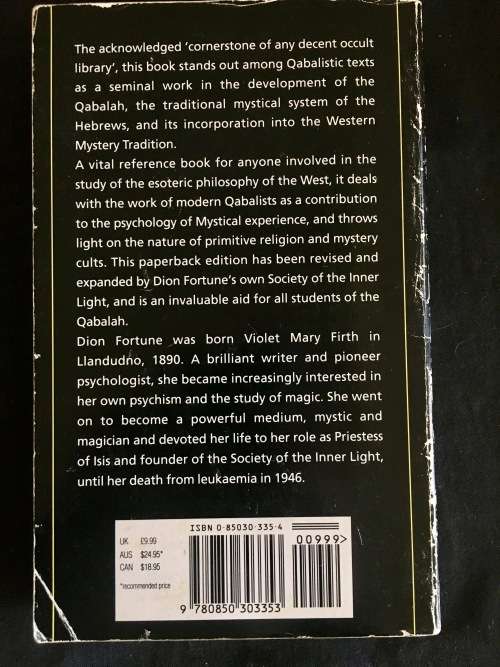 The acknowledged 'cornerstone of any decent occult
library', this book stands out among Qabalistic texts
as a seminal work in the development of the
Qabalah, the traditional mystical system of the
Hebrews, and its incorporation into the Western
Mystery Tradition.
A vital reference book for anyone involved in the
study of the esoteric philosophy of the West, it deals
with the work of modern Qabalists as a contribution
to the psychology of Mystical experience, and throws
light on the nature of primitive religion and mystery
cults. This paperback edition has been revised and
expanded by Dion Fortune's own Society of the Inner
Light, and is an invaluable aid for all students of the
Qabalah.
Dion Fortune was born Violet Mary Firth in
Llandudno, 1890. A brilliant writer and pioneer
psychologist, she became increasingly interested in
her own psychism and the study of magic. She went
on to become a powerful medium, mystic and
magician and devoted her life to her role as Priestess
of Isis and founder of the Society of the Inner Light,
until her death from leukaemia in 1946.
ISBN 0-85030-335-4
00999>
UK £9.99
AUS $24.95*
CAN $18.95
*recommended price
9 780850 303353